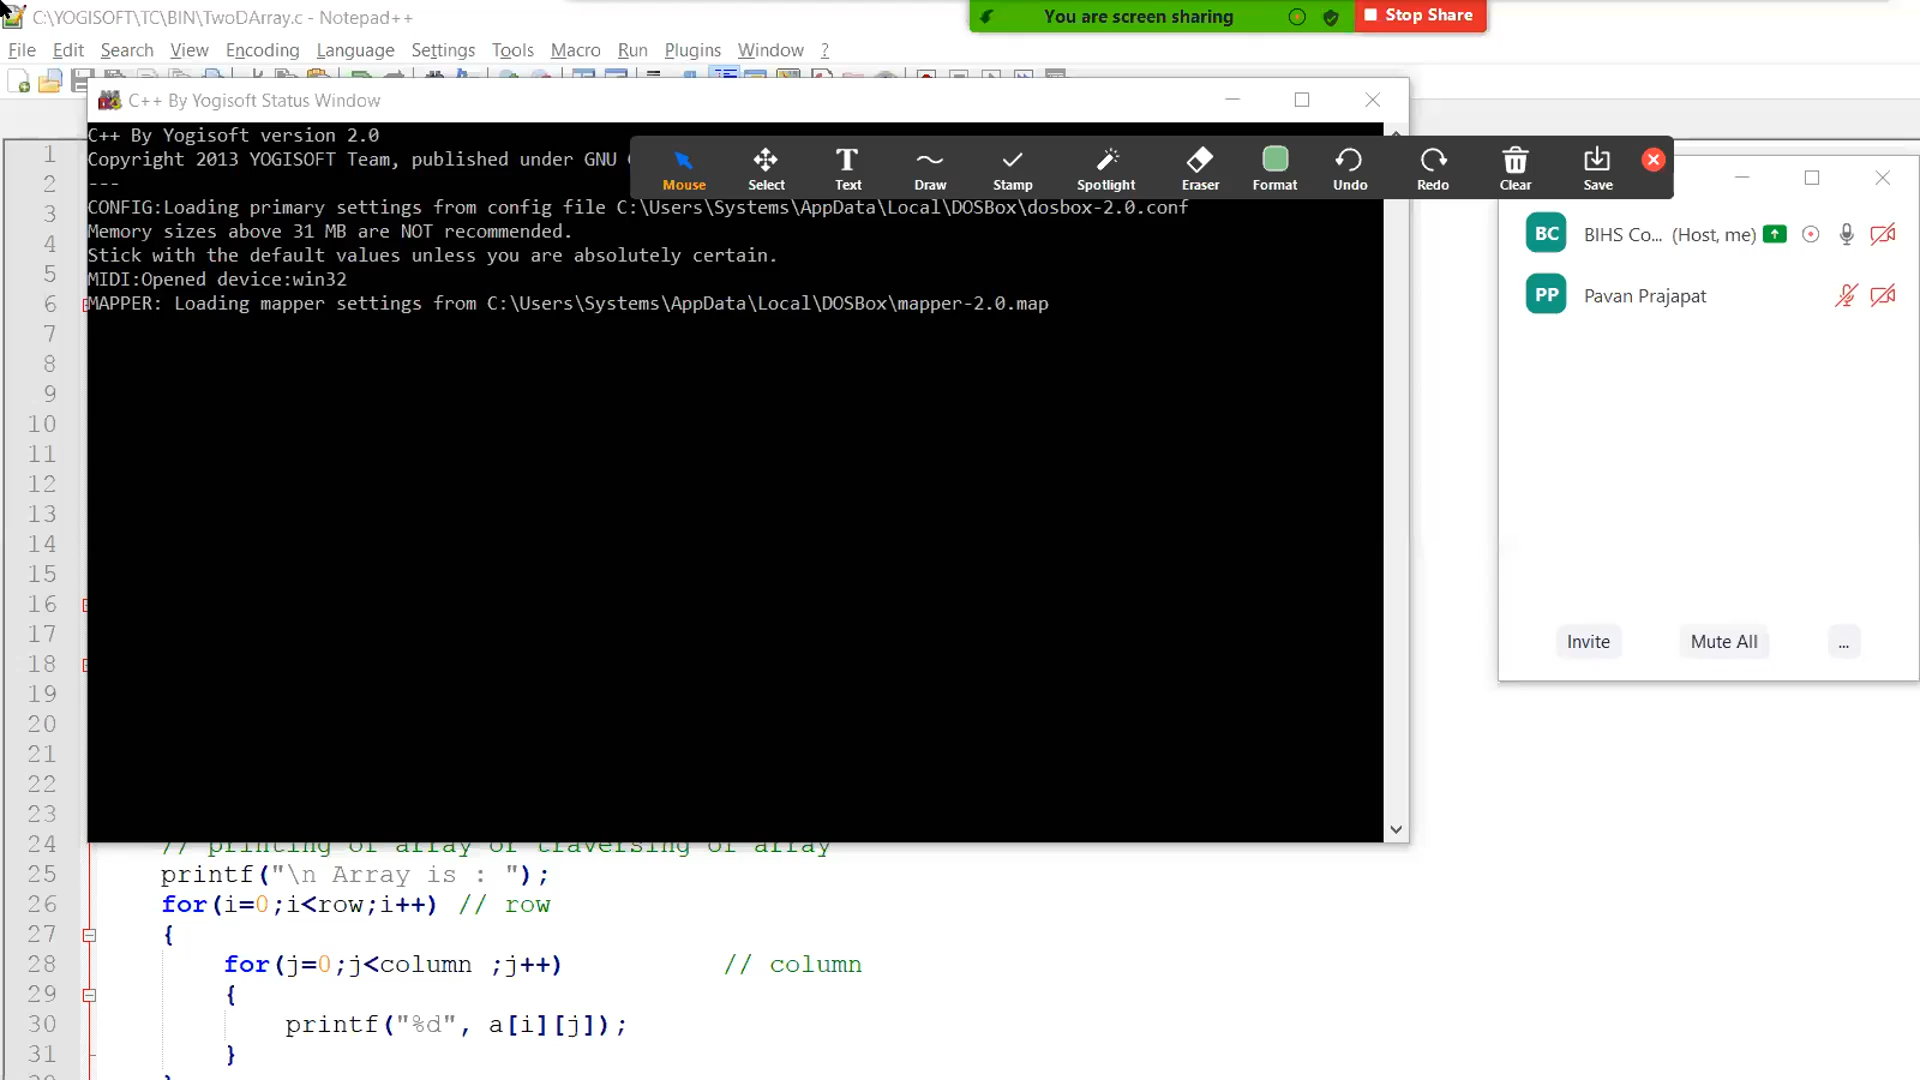 C:\YOGISOFT\TC\BIN\TwoDArray.c - Notepad++
You are screen sharing
Stop Share
File Edit Search View Encoding Language Settings Tools Macro Run Plugins Window ?
C++ By Yogisoft Status Window
C++ By Yogisoft version 2.0
Copyright 2013 YOGISOFT Team, published under GNU
---
CONFIG:Loading primary settings from config file C:\Users\Systems\AppData\Local\DOSBox\dosbox-2.0.conf
Memory sizes above 31 MB are NOT recommended.
Stick with the default values unless you are absolutely certain.
MIDI:Opened device:win32
MAPPER: Loading mapper settings from C:\Users\Systems\AppData\Local\DOSBox\mapper-2.0.map
Mouse Select Text Draw Stamp Spotlight Eraser Format Undo Redo Clear Save
BC BIHS Co... (Host, me)
PP Pavan Prajapat
Invite Mute All ...
1
2
3
4
5
6
7
8
9
10
11
12
13
14
15
16
17
18
19
20
21
22
23
24 // printing of array or traversing of array
25 printf("\n Array is : ");
26 for(i=0;i<row;i++) // row
27 {
28 for(j=0;j<column ;j++) // column
29 {
30 printf("%d", a[i][j]);
31 }